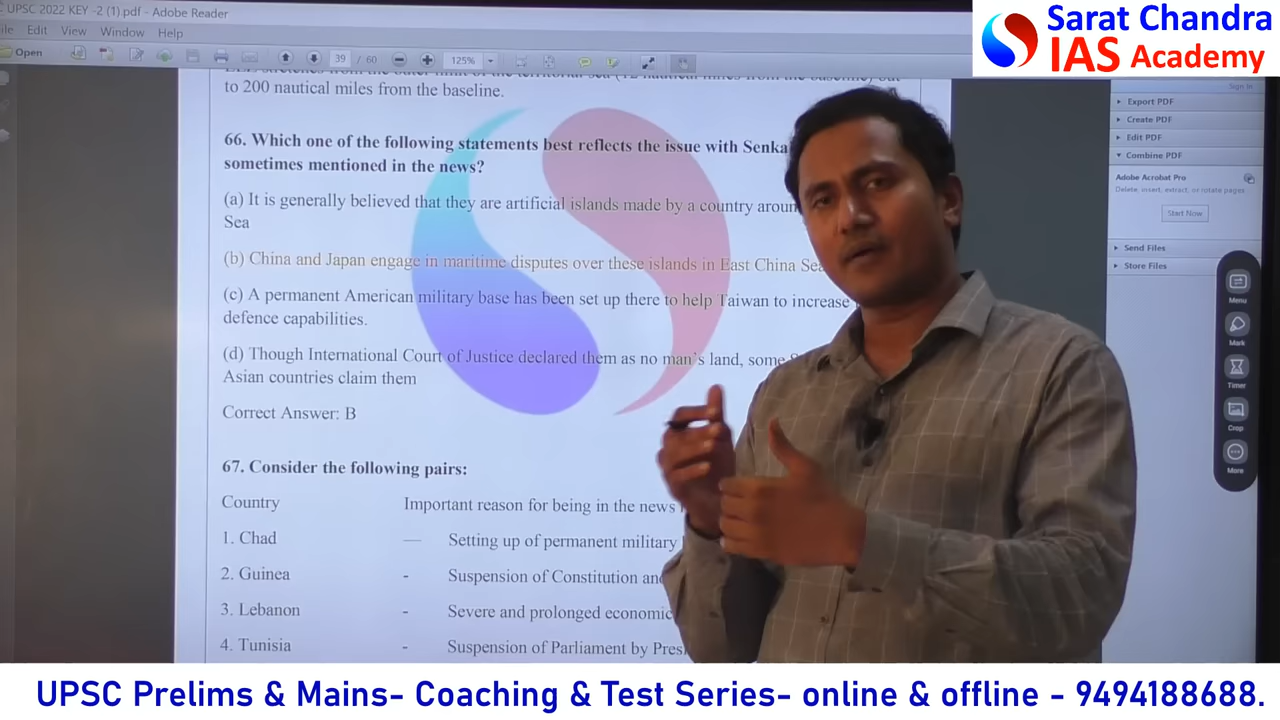 UPSC 2022 KEY -2 (1).pdf - Adobe Reader
Sarat Chandra
IAS Academy
Edit View Window Help
Open 39 / 60 125%
Sign In
to 200 nautical miles from the baseline.
66. Which one of the following statements best reflects the issue with
sometimes mentioned in the news?
(a) It is generally believed that they are artificial islands made by a country
Sea
(b) China and Japan engage in maritime disputes over these islands in East China
(c) A permanent American military base has been set up there to help Taiwan to increase
defence capabilities.
(d) Though International Court of Justice declared them as no man's land, some
Asian countries claim them
Correct Answer: B
67. Consider the following pairs:
Country Important reason for being in the news
1. Chad — Setting up of permanent military
2. Guinea - Suspension of Constitution
3. Lebanon - Severe and prolonged economic
4. Tunisia - Suspension of Parliament by
Export PDF
Create PDF
Edit PDF
Combine PDF
Adobe Acrobat Pro
Delete, insert, extract, or rotate pages
Start Now
Send Files
Store Files
Menu
Mark
Timer
Crop
More
UPSC Prelims & Mains- Coaching & Test Series- online & offline - 9494188688.